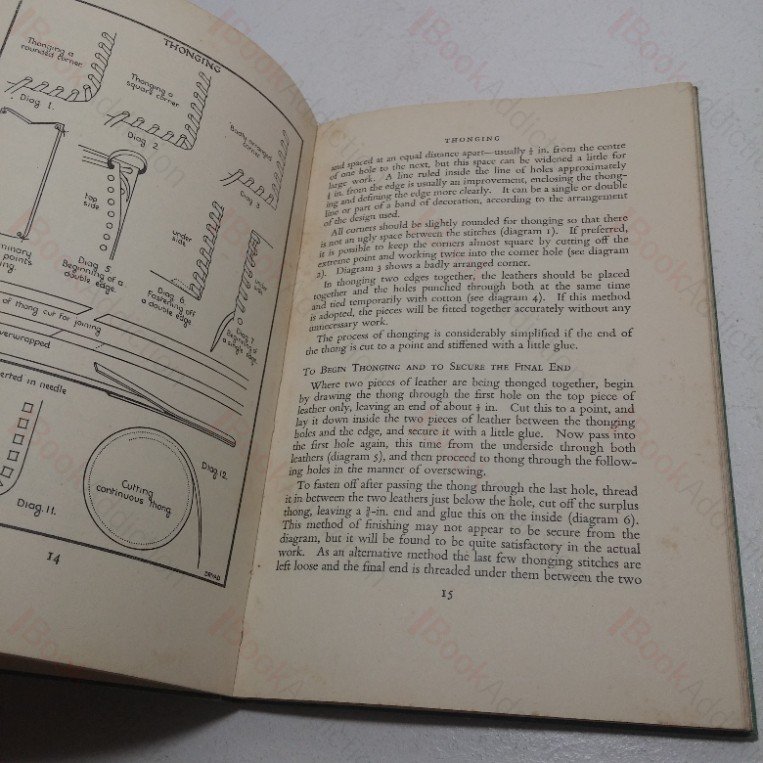 THONGING
Thonging a
rounded corner
Diag 1.
Thonging a
square corner
Diag 2
Badly arranged
corner
Diag 3
top
side
Diag 5
Beginning of a
double edge
under
side
Diag 6
Fastening off
a double edge
Diag 7
Beginning of
a single edge
minary
points
ing
of thong cut for joining
verwrapped
erted in needle
Diag. 11.
Cutting
continuous thong
Diag 12.
DRYAD
14
THONGING
and spaced at an equal distance apart—usually in. from the centre
of one hole to the next, but this space can be widened a little for
large work. A line ruled inside the line of holes approximately
in. from the edge is usually an improvement, enclosing the thong-
ing and defining the edge more clearly. It can be a single or double
line or part of a band of decoration, according to the arrangement
of the design used.
All corners should be slightly rounded for thonging so that there
is not an ugly space between the stitches (diagram 1). If preferred,
it is possible to keep the corners almost square by cutting off the
extreme point and working twice into the corner hole (see diagram
2). Diagram 3 shows a badly arranged corner.
In thonging two edges together, the leathers should be placed
together and the holes punched through both at the same time
and tied temporarily with cotton (see diagram 4). If this method
is adopted, the pieces will be fitted together accurately without any
unnecessary work.
The process of thonging is considerably simplified if the end of
the thong is cut to a point and stiffened with a little glue.
TO BEGIN THONGING AND TO SECURE THE FINAL END
Where two pieces of leather are being thonged together, begin
by drawing the thong through the first hole on the top piece of
leather only, leaving an end of about in. Cut this to a point, and
lay it down inside the two pieces of leather between the thonging
holes and the edge, and secure it with a little glue. Now pass into
the first hole again, this time from the underside through both
leathers (diagram 5), and then proceed to thong through the follow-
ing holes in the manner of oversewing.
To fasten off after passing the thong through the last hole, thread
it in between the two leathers just below the hole, cut off the surplus
thong, leaving a end and glue this on the inside (diagram 6).
This method of finishing may not appear to be secure from the
diagram, but it will be found to be quite satisfactory in the actual
work. As an alternative method the last few thonging stitches are
left loose and the final end is threaded under them between the two
15